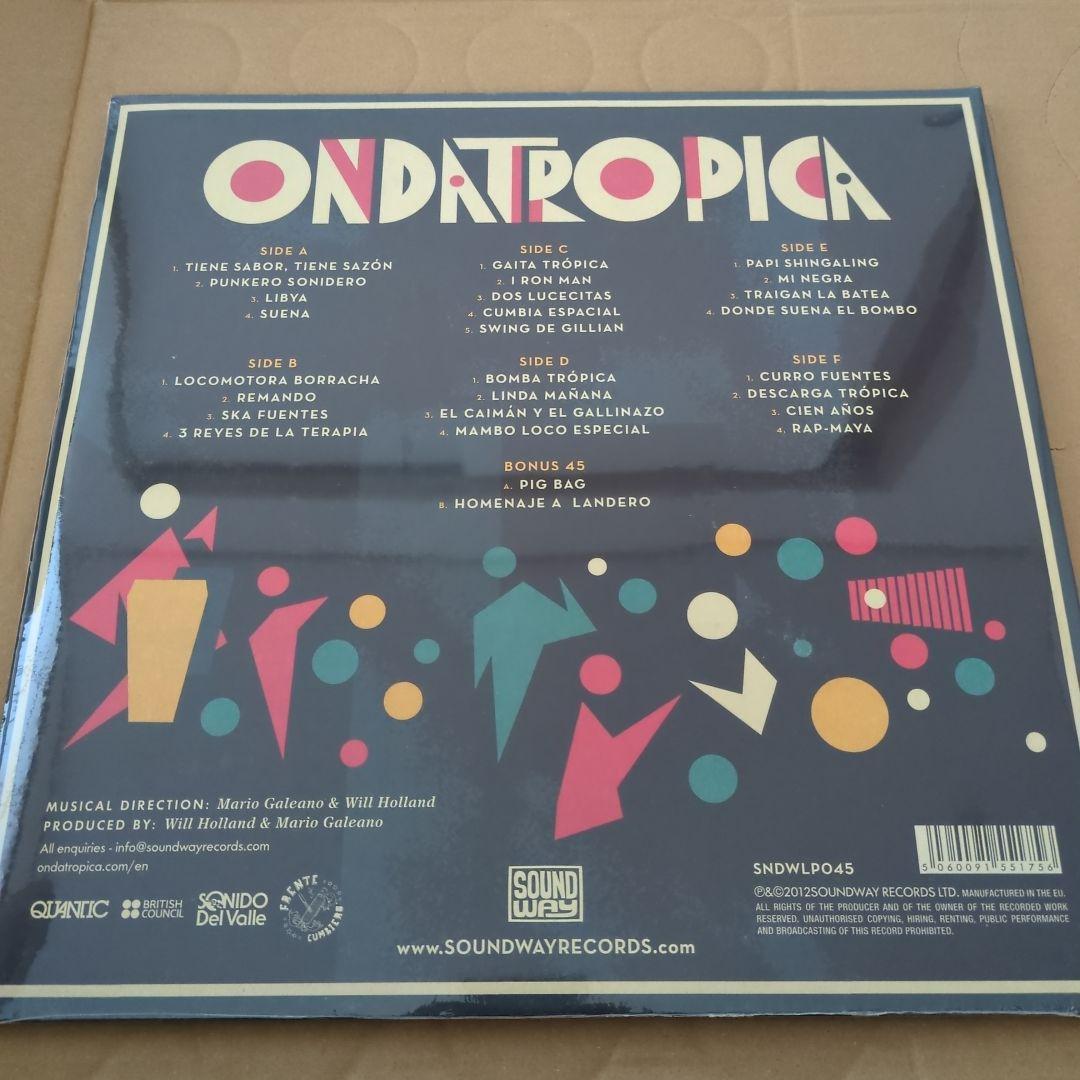 ONDATROPICA
SIDE A
1. TIENE SABOR, TIENE SAZÓN
2. PUNKERO SONIDERO
3. LIBYA
4. SUENA
SIDE B
1. LOCOMOTORA BORRACHA
2. REMANDO
3. SKA FUENTES
4. 3 REYES DE LA TERAPIA
SIDE C
1. GAITA TRÓPICA
2. I RON MAN
3. DOS LUCECITAS
4. CUMBIA ESPACIAL
5. SWING DE GILLIAN
SIDE D
1. BOMBA TRÓPICA
2. LINDA MAÑANA
3. EL CAIMÁN Y EL GALLINAZO
4. MAMBO LOCO ESPECIAL
SIDE E
1. PAPI SHINGALING
2. MI NEGRA
3. TRAIGAN LA BATEA
4. DONDE SUENA EL BOMBO
SIDE F
1. CURRO FUENTES
2. DESCARGA TRÓPICA
3. CIEN AÑOS
4. RAP-MAYA
BONUS 45
A. PIG BAG
B. HOMENAJE A LANDERO
MUSICAL DIRECTION: Mario Galeano & Will Holland
PRODUCED BY: Will Holland & Mario Galeano
All enquiries - info@soundwayrecords.com
ondatropica.com/en
QUANTIC
BRITISH
COUNCIL
SONIDO
Del Valle
FRENTE
CUMBIERO
SOUND
WAY
www.SOUNDWAYRECORDS.com
5 060091 551756
SNDWLP045
℗&©2012SOUNDWAY RECORDS LTD. MANUFACTURED IN THE EU.
ALL RIGHTS OF THE PRODUCER AND OF THE OWNER OF THE RECORDED WORK
RESERVED. UNAUTHORISED COPYING, HIRING, RENTING, PUBLIC PERFORMANCE
AND BROADCASTING OF THIS RECORD PROHIBITED.